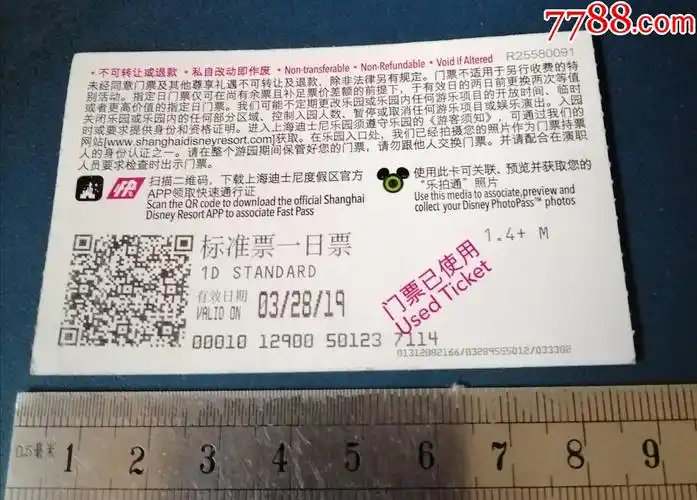 7788.com
R25580091
• 不可转让或退款 • 私自改动即作废 • Non-transferable • Non-Refundable • Void if Altered
未经同意门票及其他尊享礼遇不可转让及退款，除非法律另有规定。门票不适用于另行收费的特
别活动。指定日门票仅可在尚有余票且补足票价差额的前提下，于有效日的两日前更换两次等值
或者更高价值的指定日门票。我们可能不定期更改乐园或乐园内任何游乐项目的开放时间、临时
关闭乐园或乐园内的任何部分区域、控制入园人数、暂停或取消任何游乐项目或娱乐演出。入园
时或要求提供身份和资格证明。进入上海迪士尼乐园须遵守乐园的《游客须知》，可通过我们的
网站[www.shanghaidisneyresort.com]获取。在乐园入口处，我们已经拍摄您的照片作为门票持票
人的身份认证之一。请在整个游园期间保管好您的门票，请勿跟他人交换门票。并请配合在演职
人员要求检查时出示门票。
快
扫描二维码，下载上海迪士尼度假区官方
APP领取快速通行证
Scan the QR code to download the official Shanghai
Disney Resort APP to associate Fast Pass
使用此卡可关联、预览并获取您的
“乐拍通”照片
Use this media to associate, preview and
collect your Disney PhotoPass™ photos
标准票一日票
1D STANDARD
1.4+ M
有效日期
VALID ON 03/28/19
门票已使用
Used Ticket
00010 12900 50123 7114
01312082166/03289555012/033302
0.5毫米 1 2 3 4 5 6 7 8 9